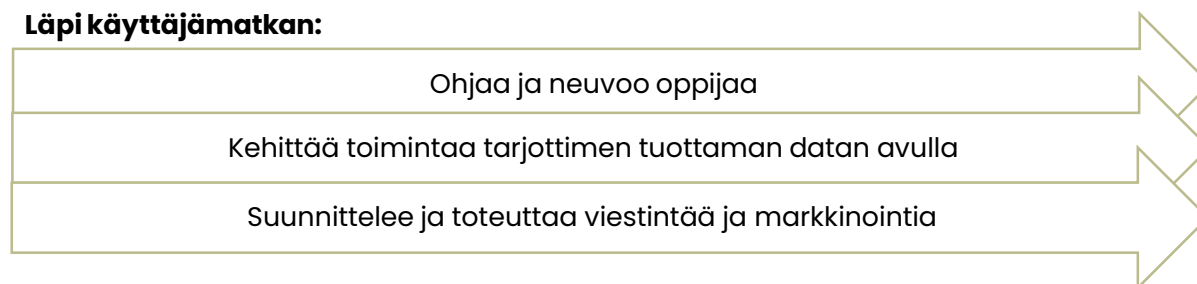 Läpi käyttäjämatkan:
Ohjaa ja neuvoo oppijaa
Kehittää toimintaa tarjottimen tuottaman datan avulla
Suunnittelee ja toteuttaa viestintää ja markkinointia